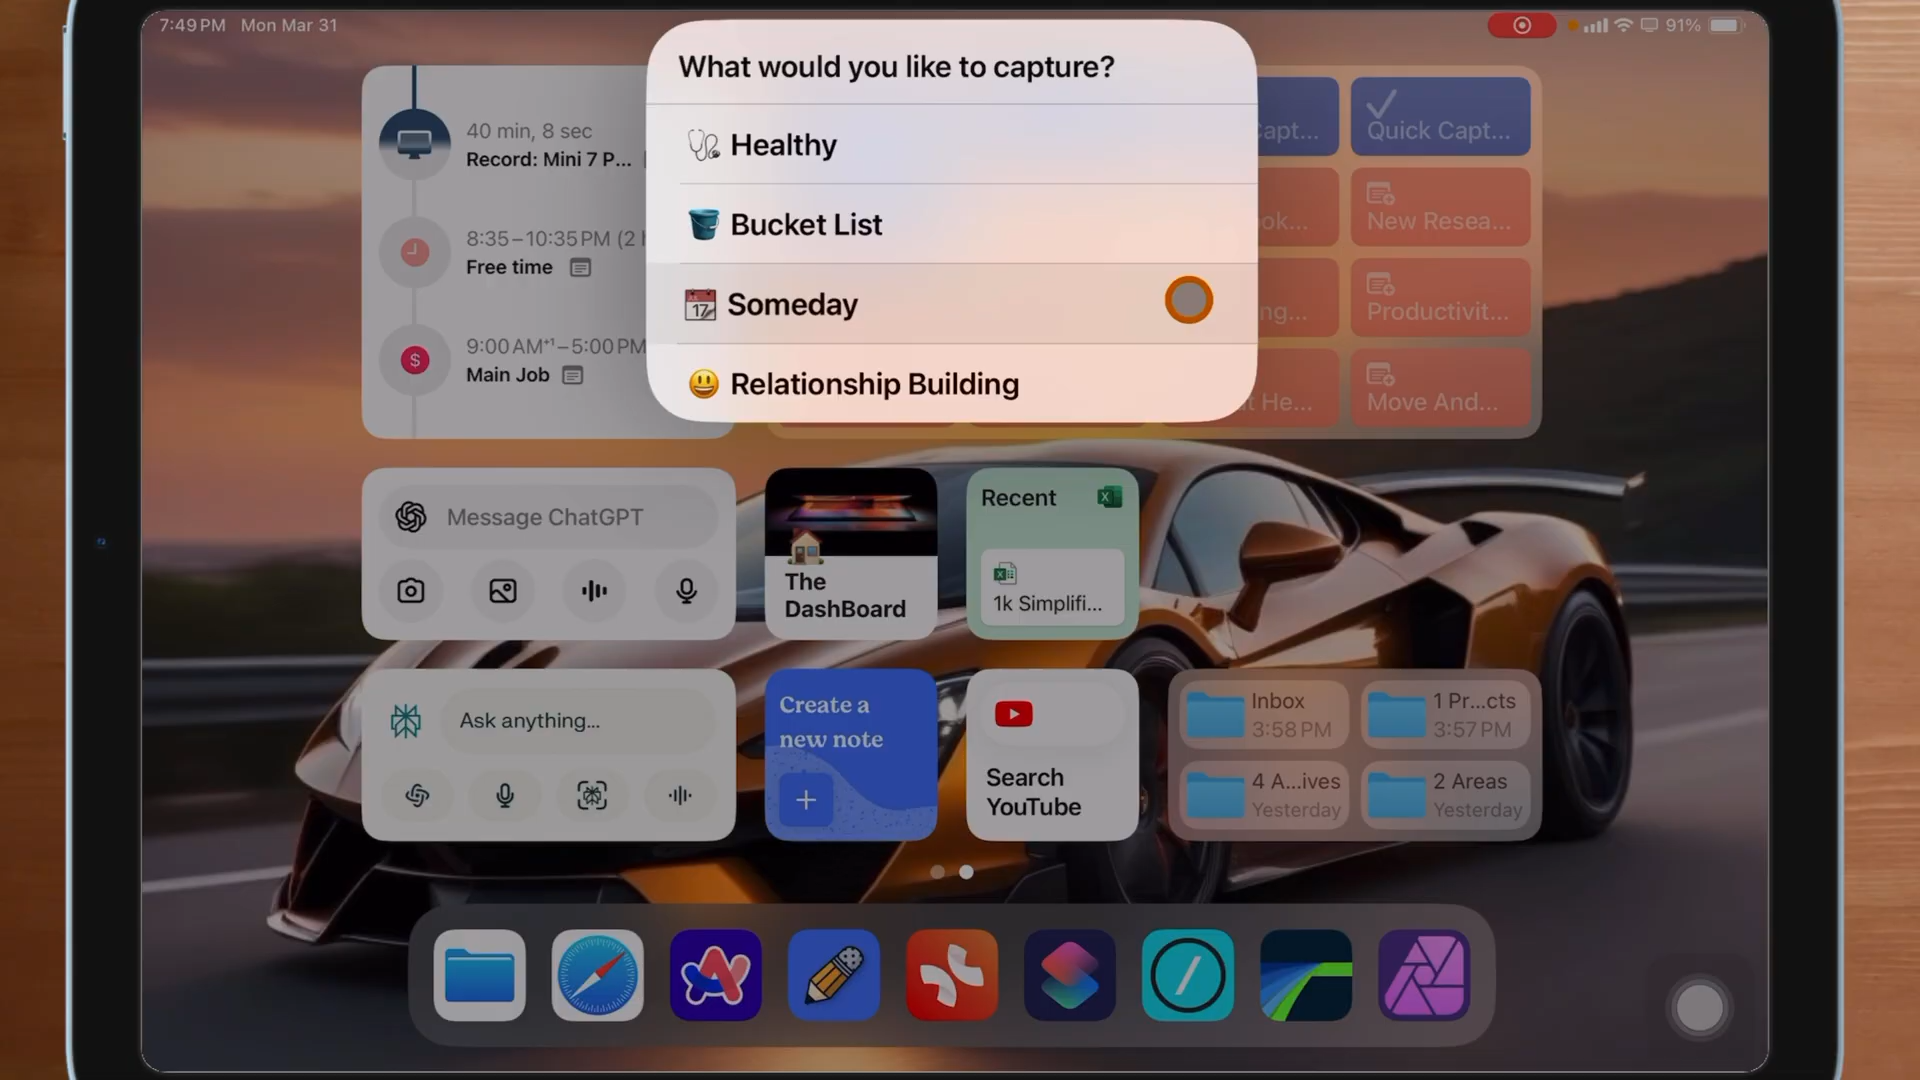 7:49 PM Mon Mar 31
91%
What would you like to capture?
Healthy
Bucket List
Someday
Relationship Building
40 min, 8 sec
Record: Mini 7 P...
8:35–10:35 PM (2
Free time
9:00 AM+1–5:00 PM
Main Job
Capt...
Quick Capt...
ok...
New Resea...
ng...
Productivit...
t He...
Move And...
Message ChatGPT
The
DashBoard
Recent
1k Simplifi...
Ask anything...
Create a
new note
Search
YouTube
Inbox
3:58 PM
1 Pr...cts
3:57 PM
4 A...ives
Yesterday
2 Areas
Yesterday